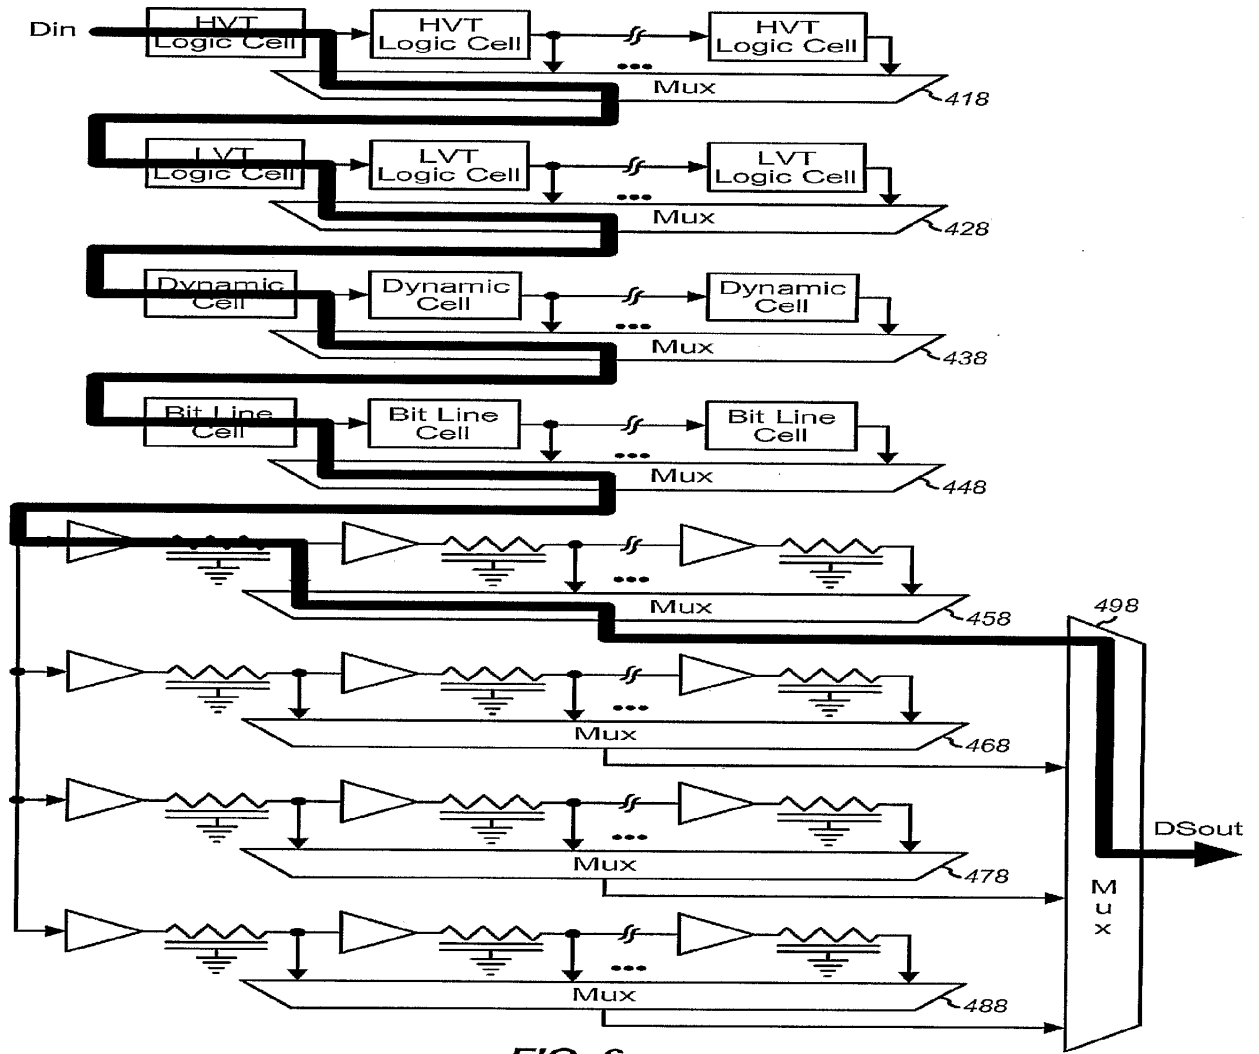 Din
HVT
Logic Cell
HVT
Logic Cell
HVT
Logic Cell
Mux
418
LVT
Logic Cell
LVT
Logic Cell
LVT
Logic Cell
Mux
428
Dynamic
Cell
Dynamic
Cell
Dynamic
Cell
Mux
438
Bit Line
Cell
Bit Line
Cell
Bit Line
Cell
Mux
448
Mux
458
498
Mux
468
DSout
Mux
478
Mux
Mux
488